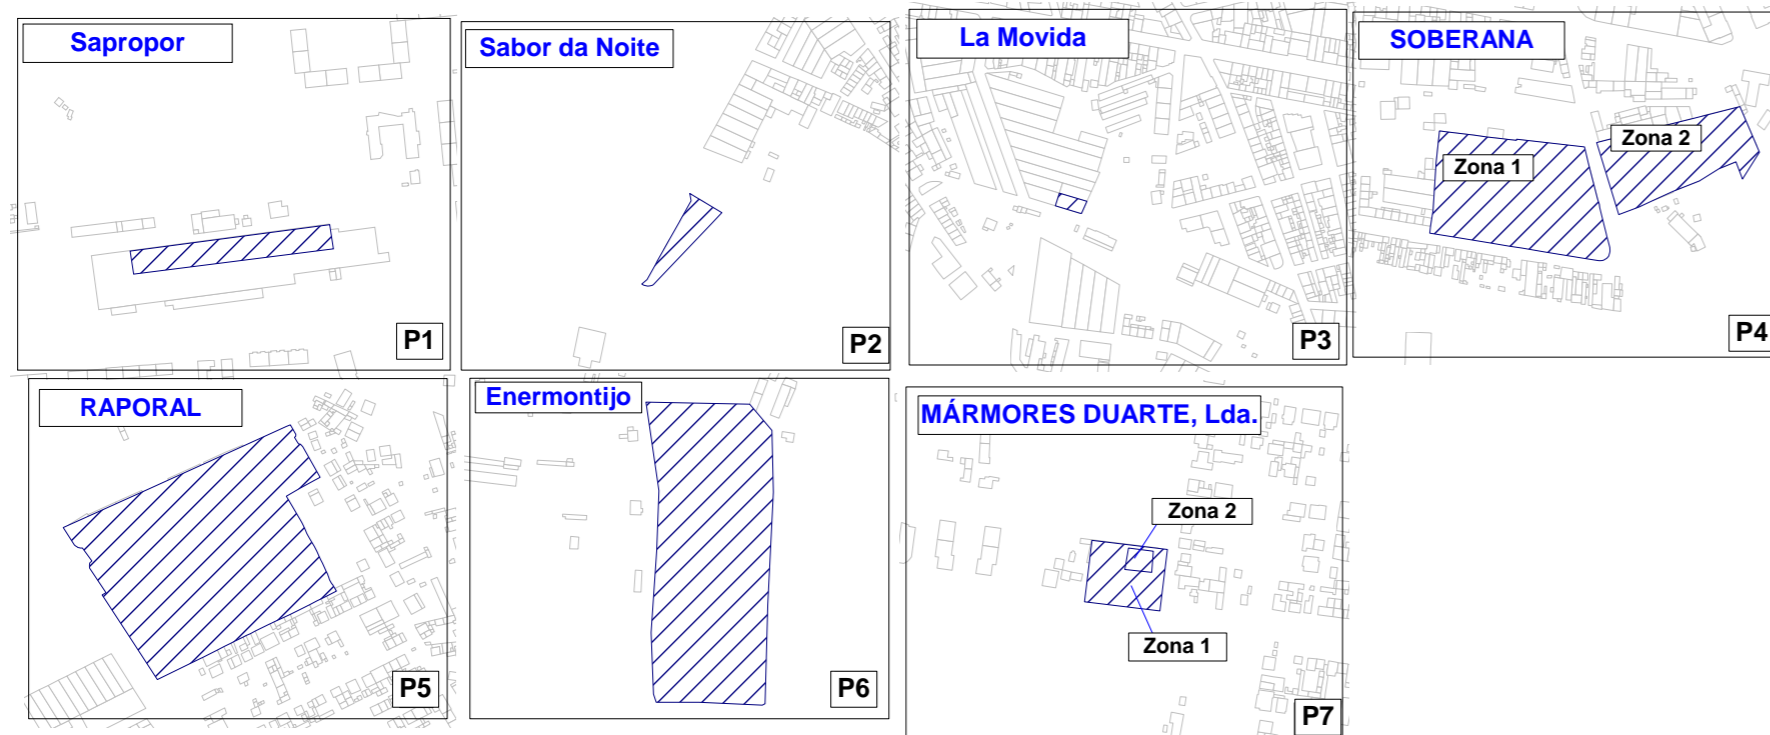 Sapropor
P1
Sabor da Noite
P2
La Movida
P3
SOBERANA
Zona 1
Zona 2
P4
RAPORAL
P5
Enermontijo
P6
MÁRMORES DUARTE, Lda.
Zona 2
Zona 1
P7